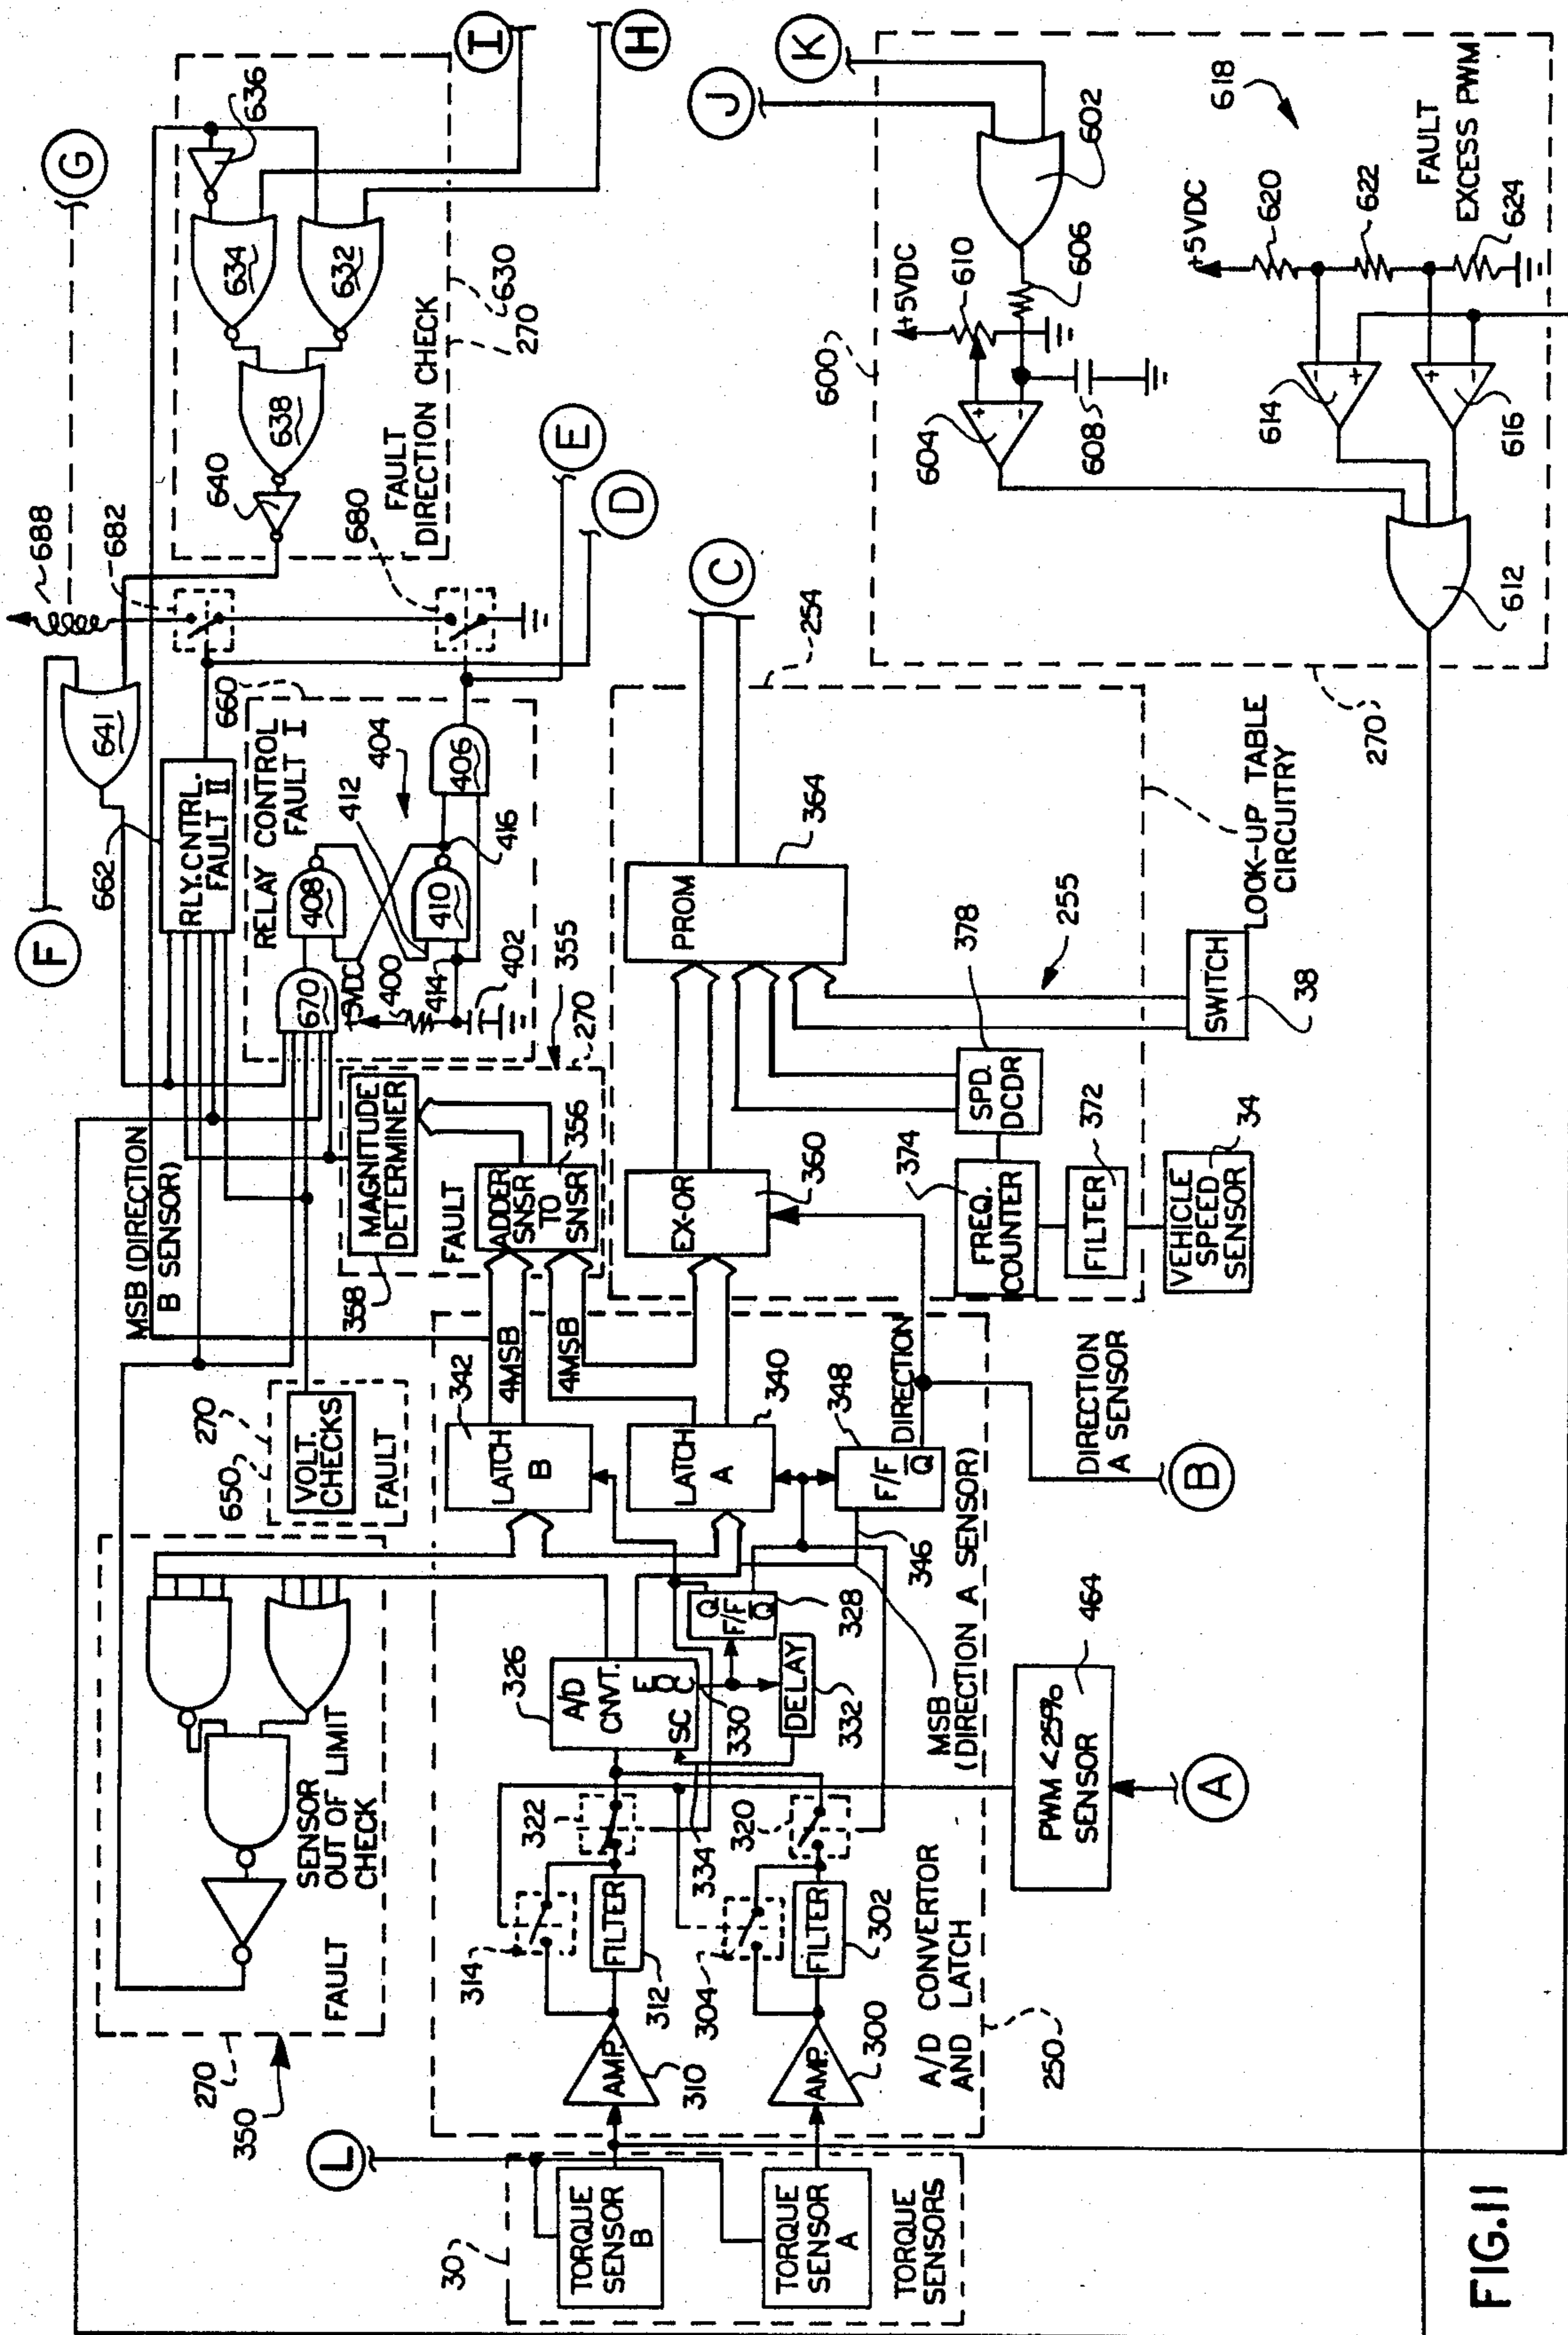 G
688
682
636
634
632
638
640
FAULT
DIRECTION CHECK
630
270
680
I
H
E
D
F
641
662
RLY. CNTRL.
FAULT II
660
RELAY CONTROL
FAULT I
670
408
412
404
406
410
416
5VDC
400
414
402
355
270
MSB (DIRECTION
B SENSOR)
MAGNITUDE
DETERMINER
358
FAULT
ADDER
SNSR
TO
SNSR
356
270
650
VOLT.
CHECKS
FAULT
SENSOR
OUT OF LIMIT
CHECK
FAULT
270
350
L
30
TORQUE
SENSOR
B
TORQUE
SENSOR
A
TORQUE
SENSORS
AMP.
310
AMP.
300
314
FILTER
312
304
FILTER
302
322
320
334
326
A/D
CNVT.
SC
EOC
330
DELAY
332
Q
F/F
Q
328
342
LATCH
B
4MSB
4MSB
LATCH
A
340
348
F/F
Q
DIRECTION
346
MSB
(DIRECTION A SENSOR)
A/D CONVERTOR
AND LATCH
250
PWM <25%
SENSOR
464
A
DIRECTION
A SENSOR
B
EX-OR
360
PROM
364
C
254
374
FREQ.
COUNTER
SPD.
DCDR
378
255
FILTER
372
VEHICLE
SPEED
SENSOR
34
SWITCH
38
LOOK-UP TABLE
CIRCUITRY
J
K
600
602
+5VDC
610
606
604
608
618
+5VDC
620
622
624
FAULT
EXCESS PWM
614
616
612
270
FIG.11